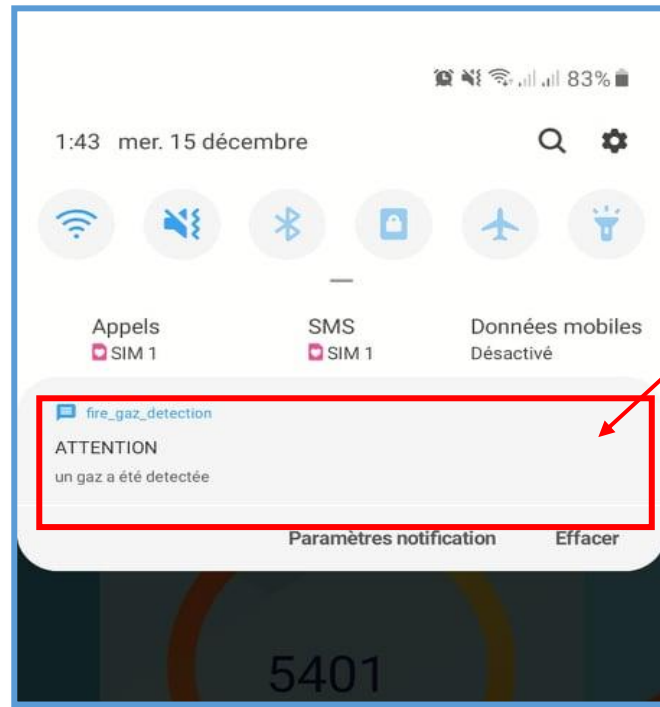 83%
1:43 mer. 15 décembre
Appels
SIM 1
SMS
SIM 1
Données mobiles
Désactivé
fire_gaz_detection
ATTENTION
un gaz a été detectée
Paramètres notification Effacer
5401